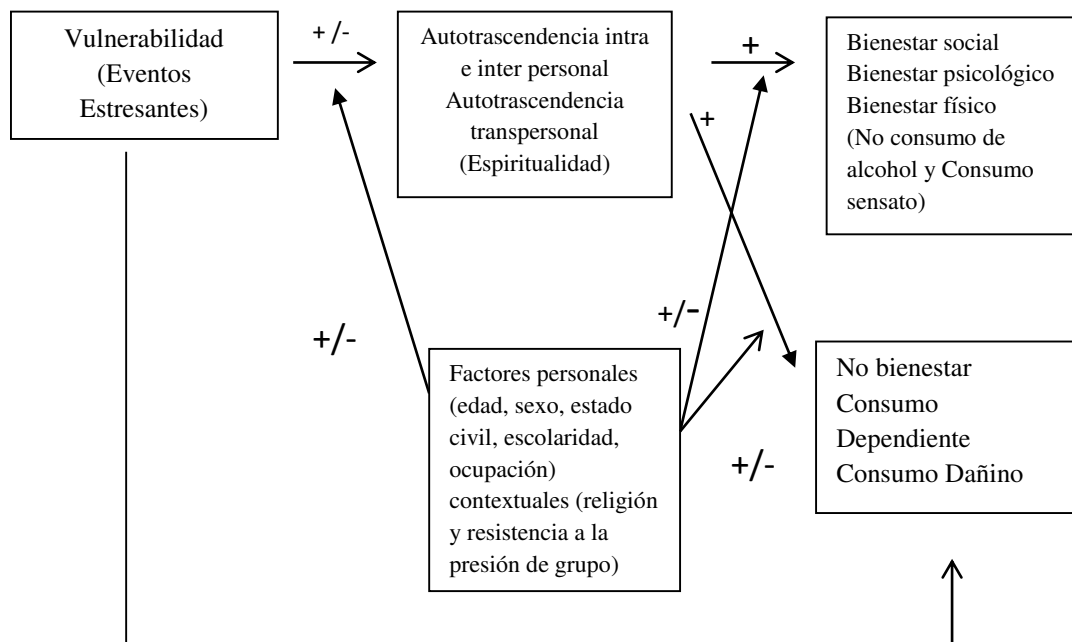 Vulnerabilidad
(Eventos
Estresantes)
+ /-
Autotrascendencia intra
e inter personal
Autotrascendencia
transpersonal
(Espiritualidad)
+
Bienestar social
Bienestar psicológico
Bienestar físico
(No consumo de
alcohol y Consumo
sensato)
+
+/-
+/-
Factores personales
(edad, sexo, estado
civil, escolaridad,
ocupación)
contextuales (religión
y resistencia a la
presión de grupo)
+/-
No bienestar
Consumo
Dependiente
Consumo Dañino